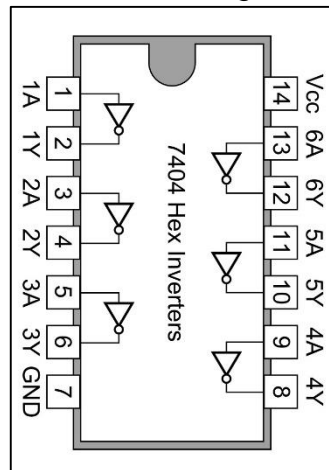 1A 1
1Y 2
2A 3
2Y 4
3A 5
3Y 6
GND 7
7404 Hex Inverters
14 Vcc
13 6A
12 6Y
11 5A
10 5Y
9 4A
8 4Y